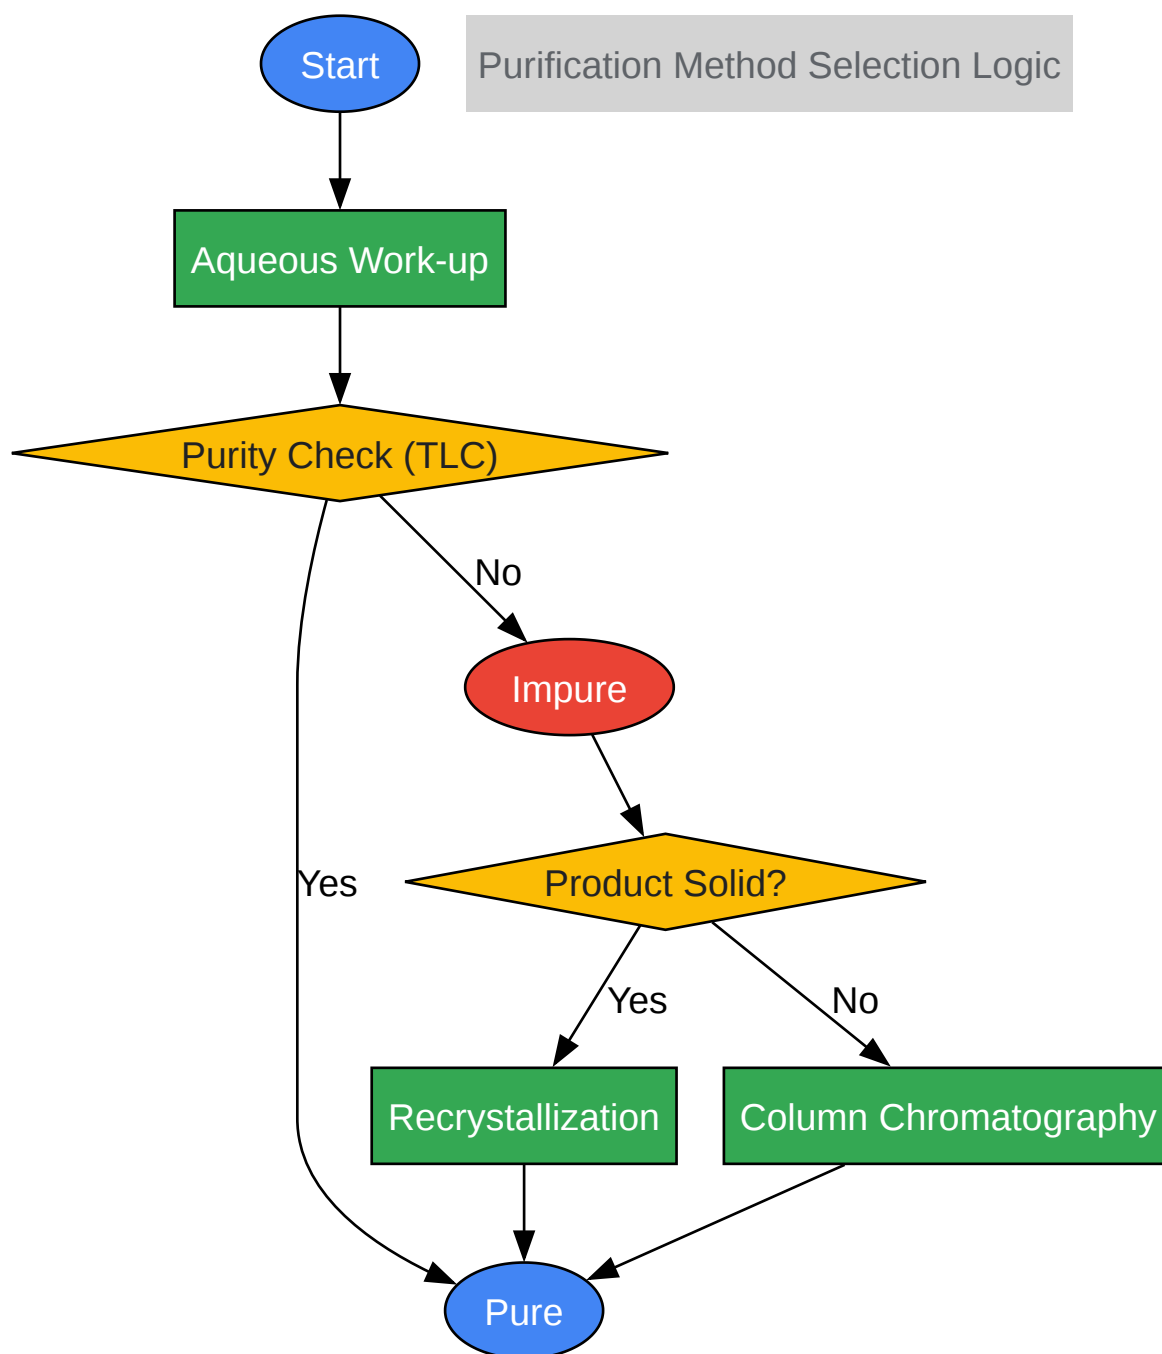 Start
Purification Method Selection Logic
Aqueous Work-up
Purity Check (TLC)
No
Impure
Yes
Product Solid?
Yes
No
Recrystallization
Column Chromatography
Pure